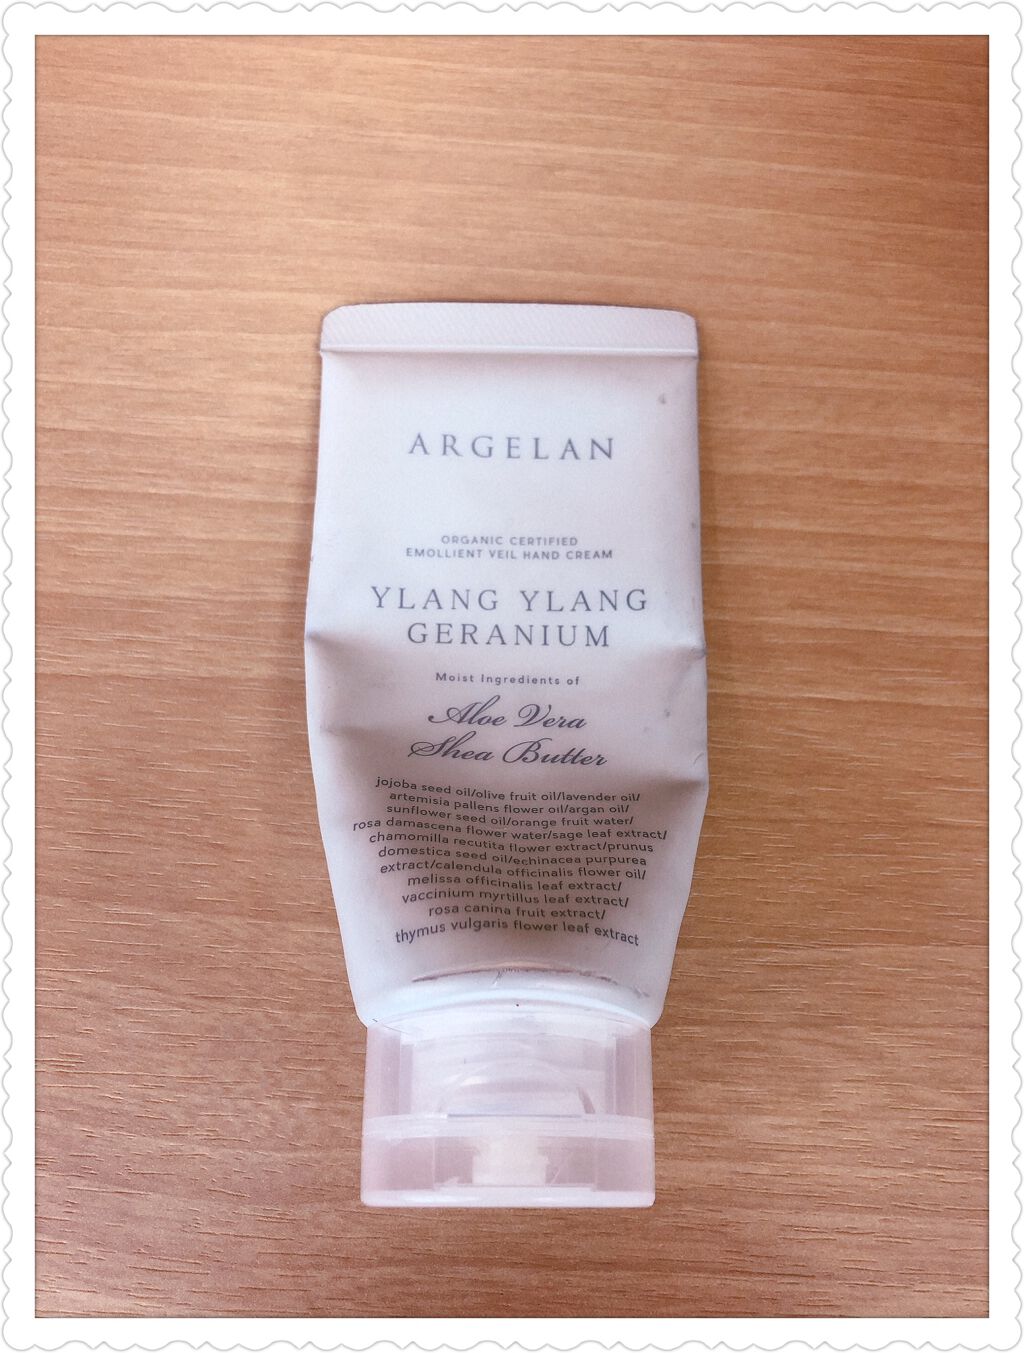 ARGELAN
ORGANIC CERTIFIED
EMOLLIENT VEIL HAND CREAM
YLANG YLANG
GERANIUM
Moist Ingredients of
Aloe Vera
Shea Butter
jojoba seed oil/olive fruit oil/lavender oil/
artemisia pallens flower oil/argan oil/
sunflower seed oil/orange fruit water/
rosa damascena flower water/sage leaf extract/
chamomilla recutita flower extract/prunus
domestica seed oil/echinacea purpurea
extract/calendula officinalis flower oil/
melissa officinalis leaf extract/
vaccinium myrtillus leaf extract/
rosa canina fruit extract/
thymus vulgaris flower leaf extract